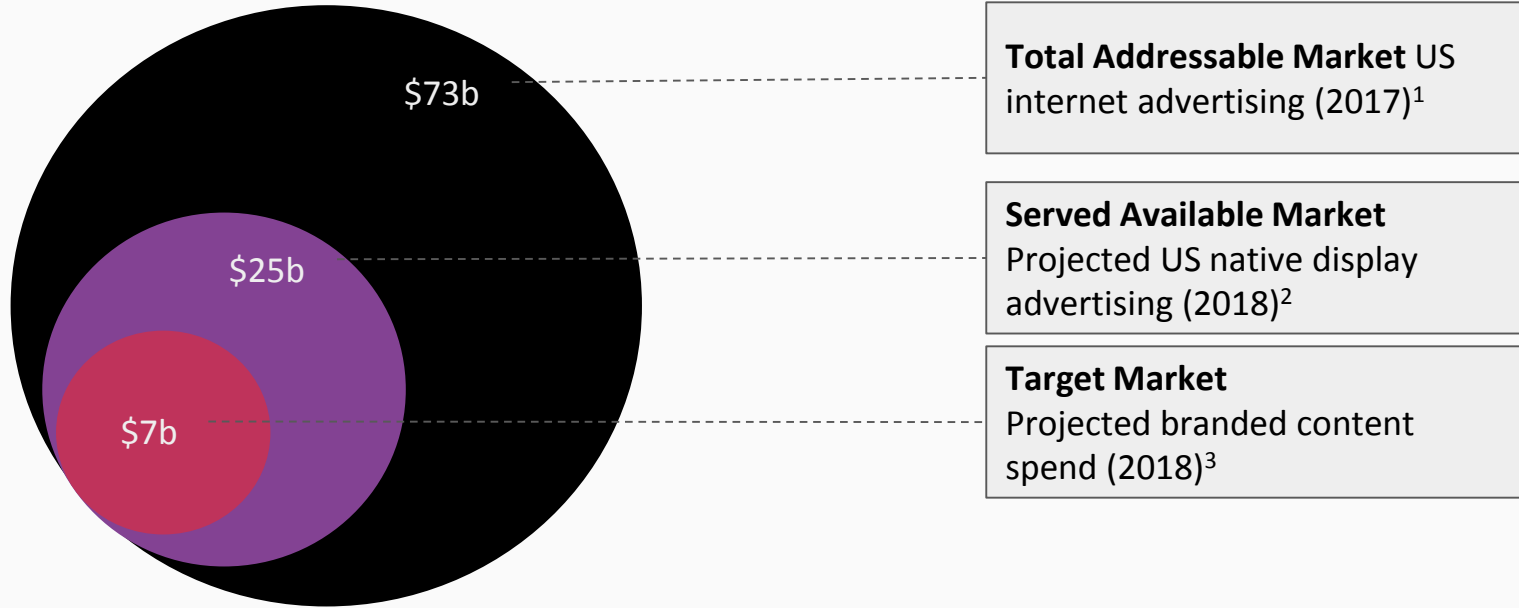 $73b
Total Addressable Market US
internet advertising (2017)¹
$25b
Served Available Market
Projected US native display
advertising (2018)²
$7b
Target Market
Projected branded content
spend (2018)³